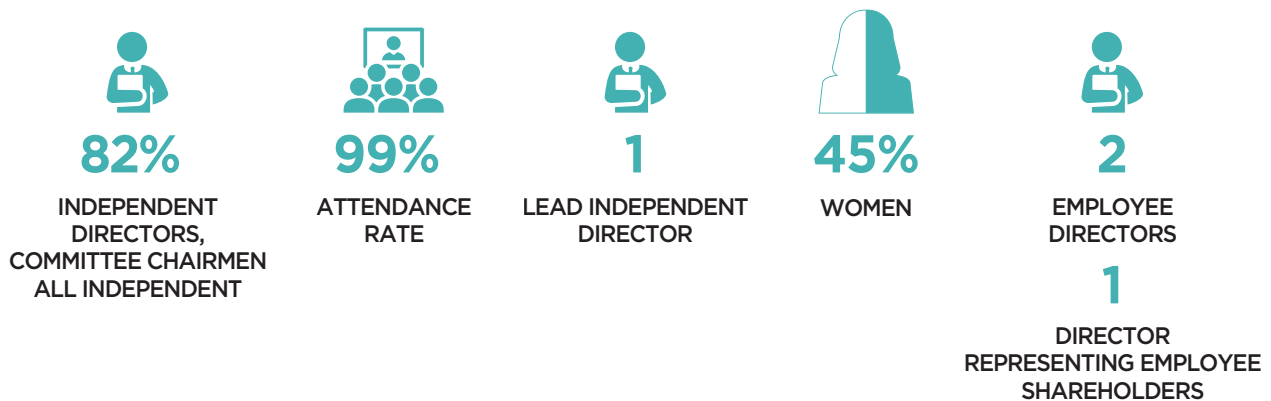 82%
INDEPENDENT
DIRECTORS,
COMMITTEE CHAIRMEN
ALL INDEPENDENT
99%
ATTENDANCE
RATE
1
LEAD INDEPENDENT
DIRECTOR
45%
WOMEN
2
EMPLOYEE
DIRECTORS
1
DIRECTOR
REPRESENTING EMPLOYEE
SHAREHOLDERS